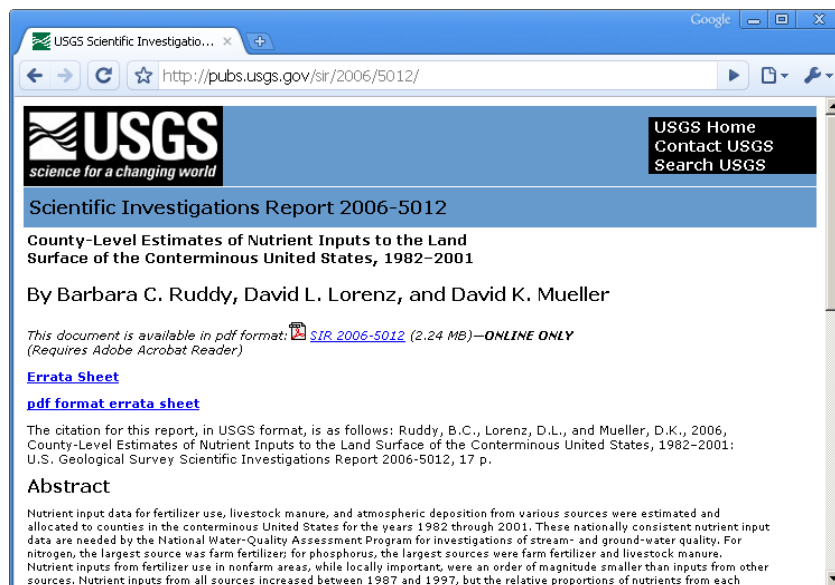 Google
USGS Scientific Investigatio...
http://pubs.usgs.gov/sir/2006/5012/
USGS
science for a changing world
USGS Home
Contact USGS
Search USGS
Scientific Investigations Report 2006-5012
County-Level Estimates of Nutrient Inputs to the Land
Surface of the Conterminous United States, 1982–2001
By Barbara C. Ruddy, David L. Lorenz, and David K. Mueller
This document is available in pdf format: SIR 2006-5012 (2.24 MB)—ONLINE ONLY
(Requires Adobe Acrobat Reader)
Errata Sheet
pdf format errata sheet
The citation for this report, in USGS format, is as follows: Ruddy, B.C., Lorenz, D.L., and Mueller, D.K., 2006,
County-Level Estimates of Nutrient Inputs to the Land Surface of the Conterminous United States, 1982–2001:
U.S. Geological Survey Scientific Investigations Report 2006-5012, 17 p.
Abstract
Nutrient input data for fertilizer use, livestock manure, and atmospheric deposition from various sources were estimated and
allocated to counties in the conterminous United States for the years 1982 through 2001. These nationally consistent nutrient input
data are needed by the National Water-Quality Assessment Program for investigations of stream- and ground-water quality. For
nitrogen, the largest source was farm fertilizer; for phosphorus, the largest sources were farm fertilizer and livestock manure.
Nutrient inputs from fertilizer use in nonfarm areas, while locally important, were an order of magnitude smaller than inputs from other
sources. Nutrient inputs from all sources increased between 1987 and 1997, but the relative proportions of nutrients from each